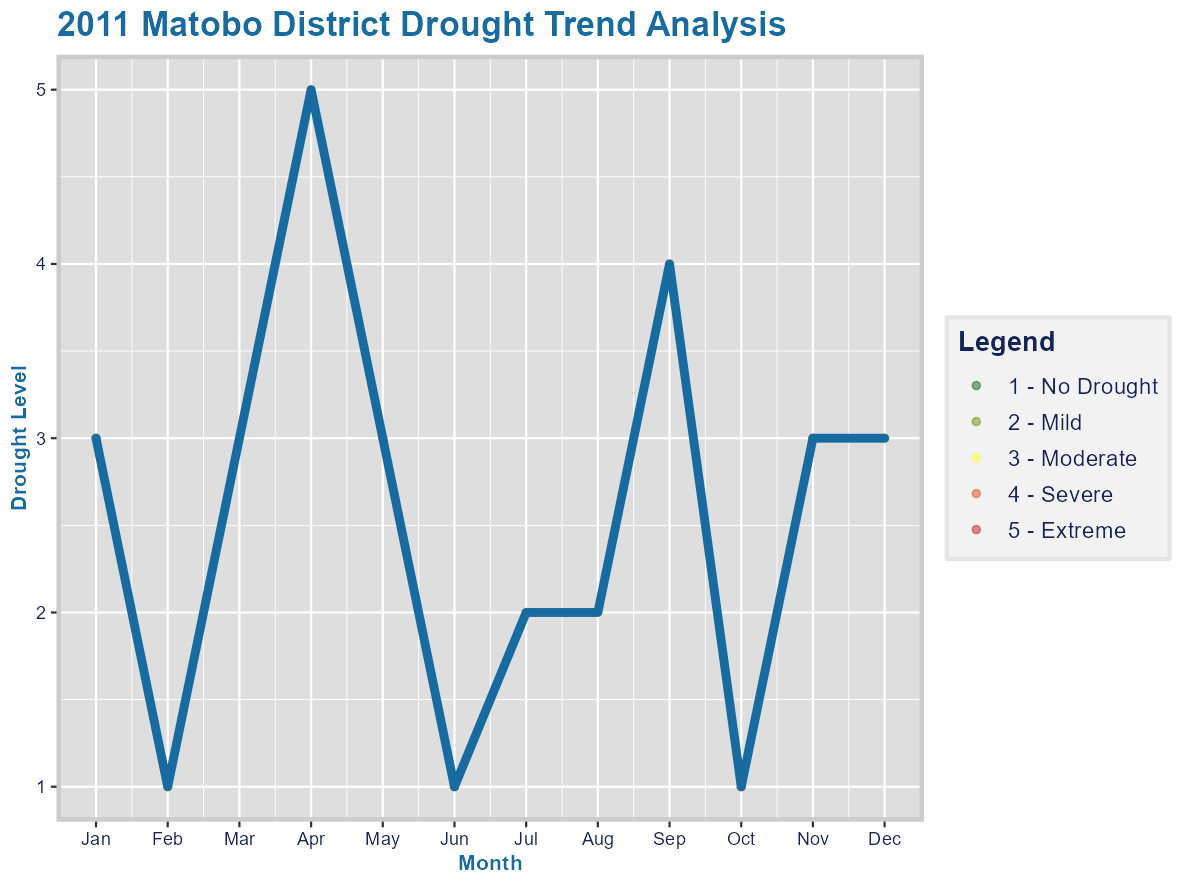 2011 Matobo District Drought Trend Analysis
5
4
3
2
1
Drought Level
Jan Feb Mar Apr May Jun Jul Aug Sep Oct Nov Dec
Month
Legend
1 - No Drought
2 - Mild
3 - Moderate
4 - Severe
5 - Extreme